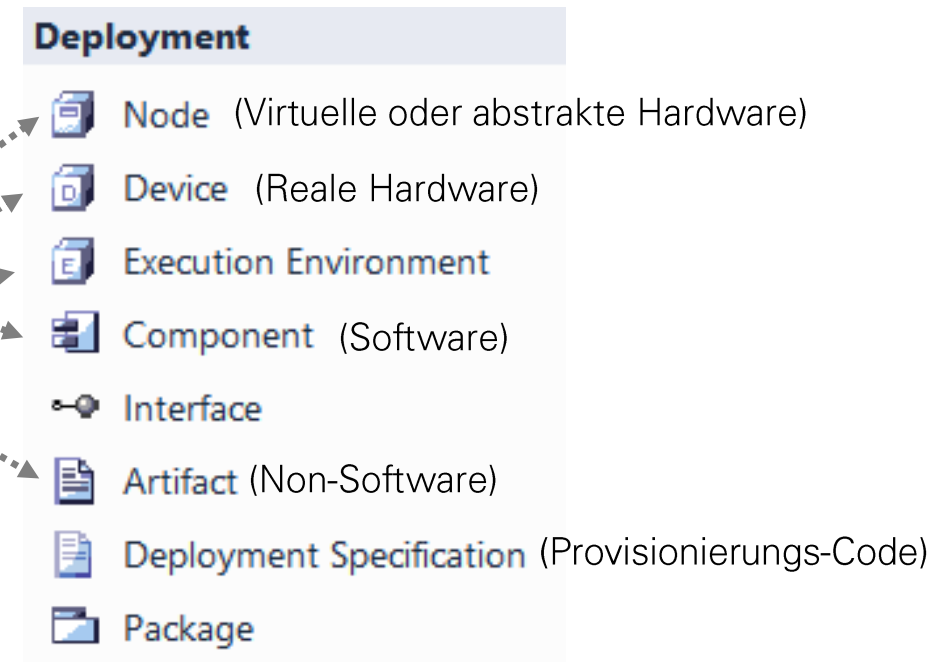 Deployment
Node (Virtuelle oder abstrakte Hardware)
D Device (Reale Hardware)
E Execution Environment
Component (Software)
Interface
Artifact (Non-Software)
Deployment Specification (Provisionierungs-Code)
Package